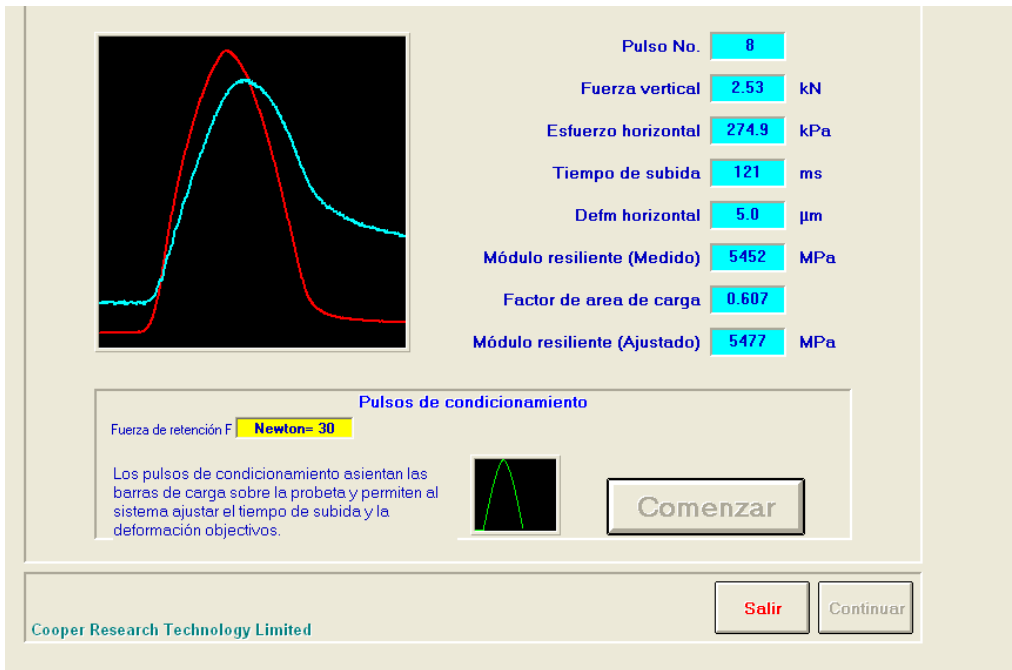 Pulso No. 8
Fuerza vertical 2.53 kN
Esfuerzo horizontal 274.9 kPa
Tiempo de subida 121 ms
Defm horizontal 5.0 µm
Módulo resiliente (Medido) 5452 MPa
Factor de area de carga 0.607
Módulo resiliente (Ajustado) 5477 MPa
Pulsos de condicionamiento
Fuerza de retención F Newton= 30
Los pulsos de condicionamiento asientan las
barras de carga sobre la probeta y permiten al
sistema ajustar el tiempo de subida y la
deformación objectivos.
Comenzar
Salir Continuar
Cooper Research Technology Limited